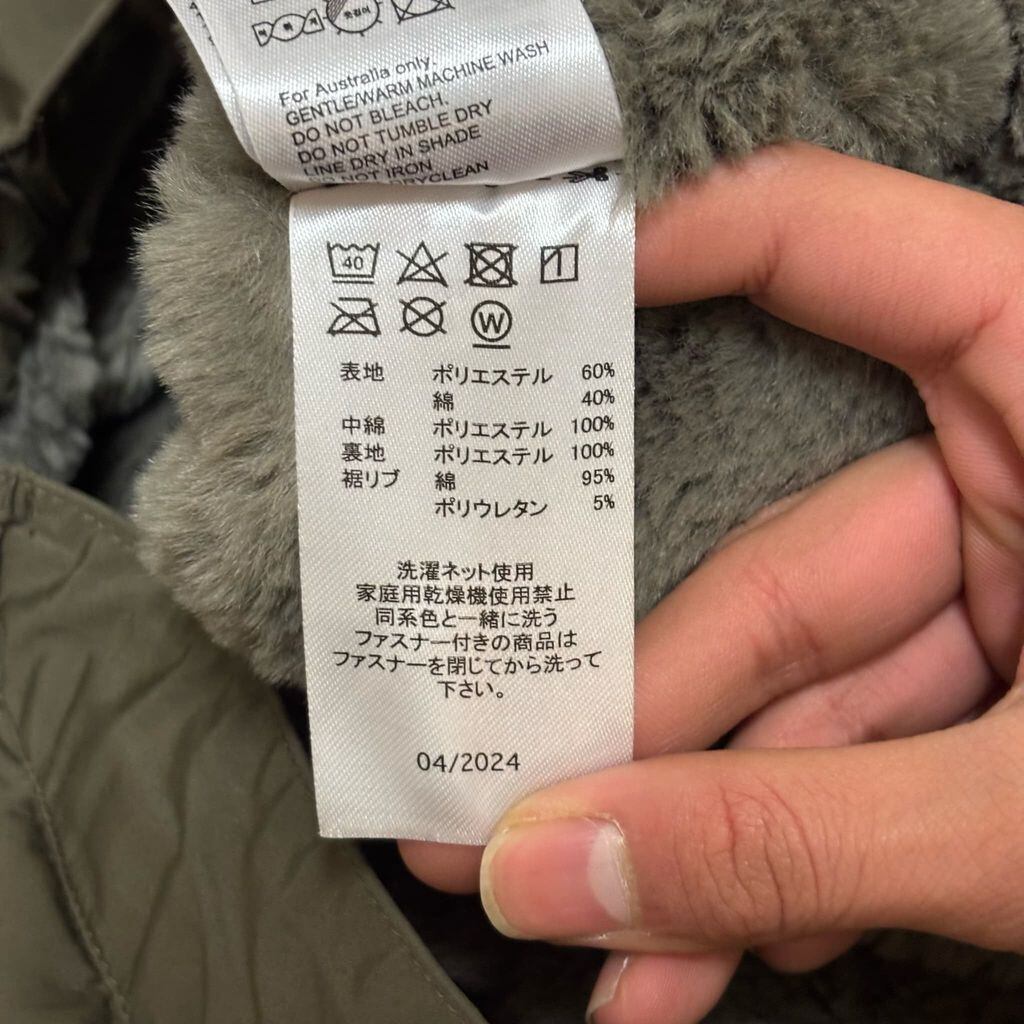 For Australia only.
GENTLE/WARM MACHINE WASH
DO NOT BLEACH.
DO NOT TUMBLE DRY
LINE DRY IN SHADE
NOT IRON
DRYCLEAN
40
W
表地 ポリエステル 60%
綿 40%
中綿 ポリエステル 100%
裏地 ポリエステル 100%
裾リブ 綿 95%
ポリウレタン 5%
洗濯ネット使用
家庭用乾燥機使用禁止
同系色と一緒に洗う
ファスナー付きの商品は
ファスナーを閉じてから洗って
下さい。
04/2024